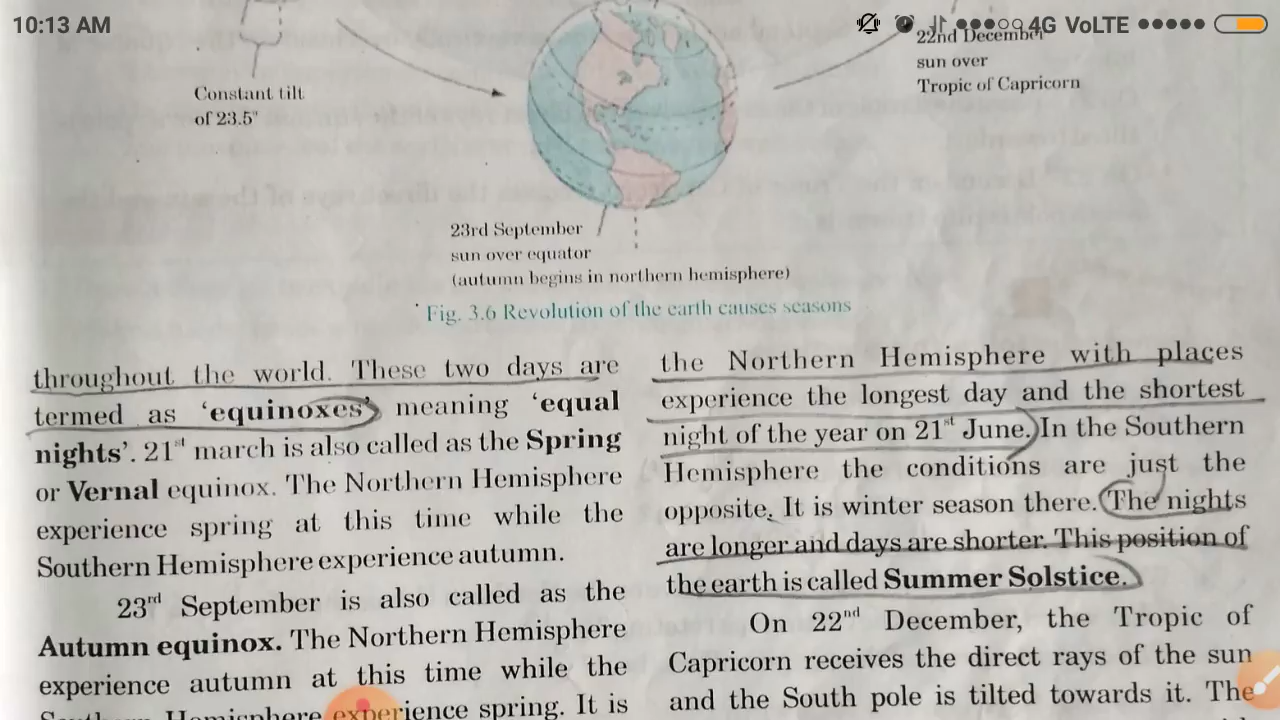 10:13 AM
4G VoLTE
22nd December
sun over
Tropic of Capricorn
Constant tilt
of 23.5°
23rd September
sun over equator
(autumn begins in northern hemisphere)
Fig. 3.6 Revolution of the earth causes seasons
throughout the world. These two days are
termed as ‘equinoxes’ meaning ‘equal
nights’. 21st march is also called as the Spring
or Vernal equinox. The Northern Hemisphere
experience spring at this time while the
Southern Hemisphere experience autumn.
23rd September is also called as the
Autumn equinox. The Northern Hemisphere
experience autumn at this time while the
Southern Hemisphere experience spring. It is
the Northern Hemisphere with places
experience the longest day and the shortest
night of the year on 21st June. In the Southern
Hemisphere the conditions are just the
opposite. It is winter season there. The nights
are longer and days are shorter. This position of
the earth is called Summer Solstice.
On 22nd December, the Tropic of
Capricorn receives the direct rays of the sun
and the South pole is tilted towards it. The